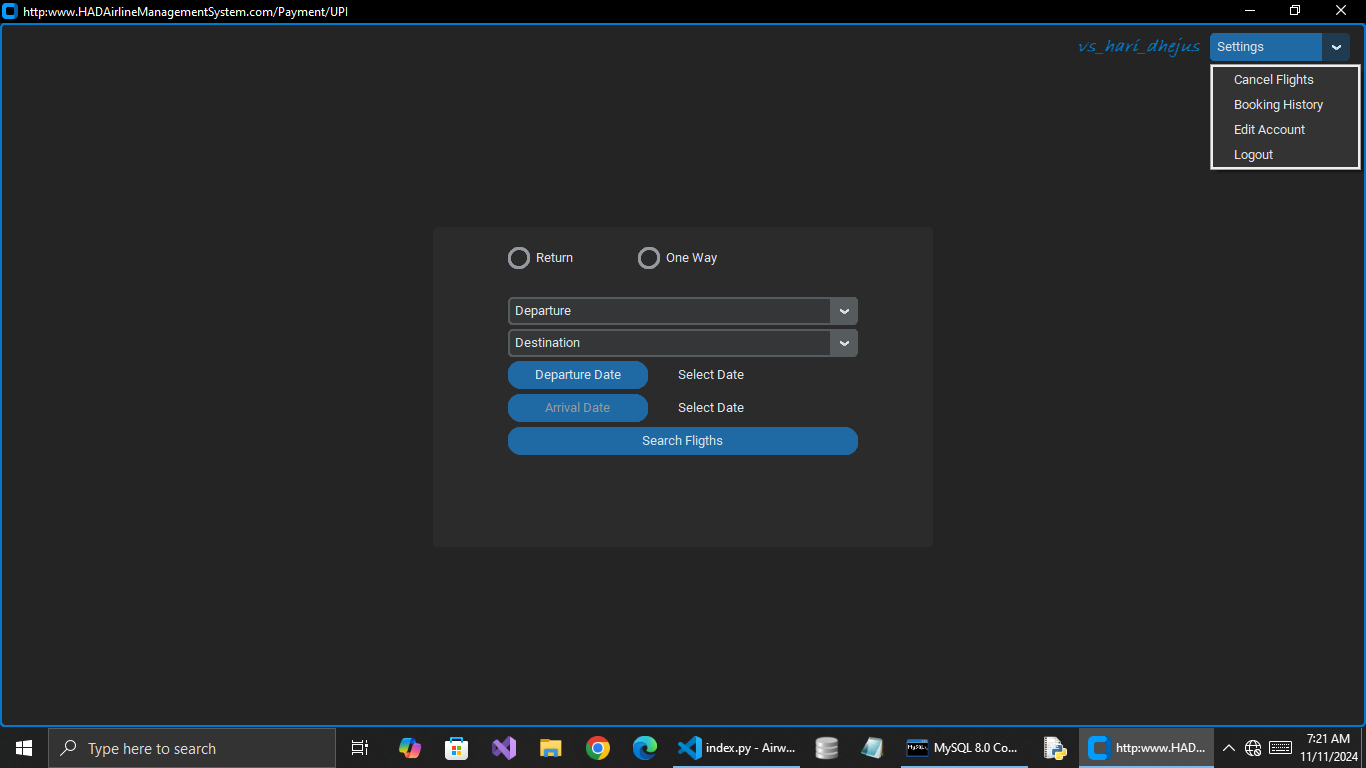 http:www.HADAirlineManagementSystem.com/Payment/UPI
vs_hari_dhejus
Settings
Cancel Flights
Booking History
Edit Account
Logout
Return
One Way
Departure
Destination
Departure Date
Select Date
Arrival Date
Select Date
Search Fligths
Type here to search
index.py - Airw...
MySQL 8.0 Co...
http:www.HAD...
7:21 AM
11/11/2024